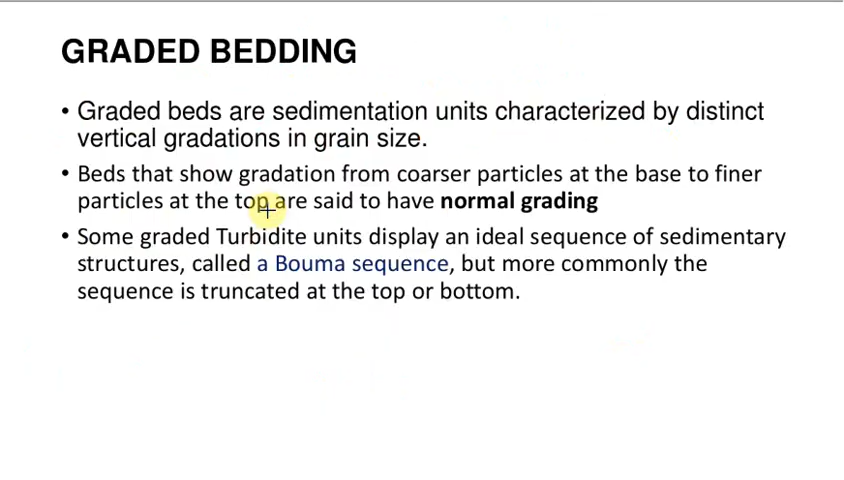 GRADED BEDDING
• Graded beds are sedimentation units characterized by distinct
vertical gradations in grain size.
• Beds that show gradation from coarser particles at the base to finer
particles at the top are said to have normal grading
• Some graded Turbidite units display an ideal sequence of sedimentary
structures, called a Bouma sequence, but more commonly the
sequence is truncated at the top or bottom.